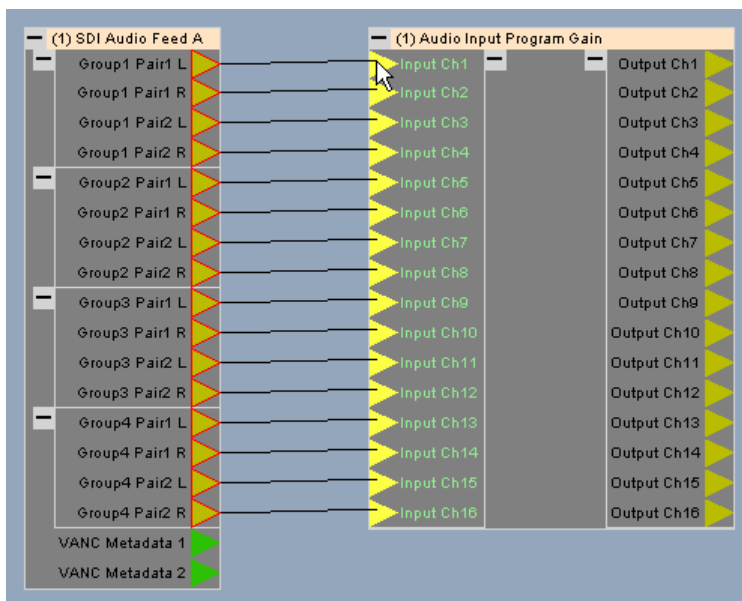 (1) SDI Audio Feed A
Group1 Pair1 L
Group1 Pair1 R
Group1 Pair2 L
Group1 Pair2 R
Group2 Pair1 L
Group2 Pair1 R
Group2 Pair2 L
Group2 Pair2 R
Group3 Pair1 L
Group3 Pair1 R
Group3 Pair2 L
Group3 Pair2 R
Group4 Pair1 L
Group4 Pair1 R
Group4 Pair2 L
Group4 Pair2 R
VANC Metadata 1
VANC Metadata 2
(1) Audio Input Program Gain
Input Ch1
Input Ch2
Input Ch3
Input Ch4
Input Ch5
Input Ch6
Input Ch7
Input Ch8
Input Ch9
Input Ch10
Input Ch11
Input Ch12
Input Ch13
Input Ch14
Input Ch15
Input Ch16
Output Ch1
Output Ch2
Output Ch3
Output Ch4
Output Ch5
Output Ch6
Output Ch7
Output Ch8
Output Ch9
Output Ch10
Output Ch11
Output Ch12
Output Ch13
Output Ch14
Output Ch15
Output Ch16